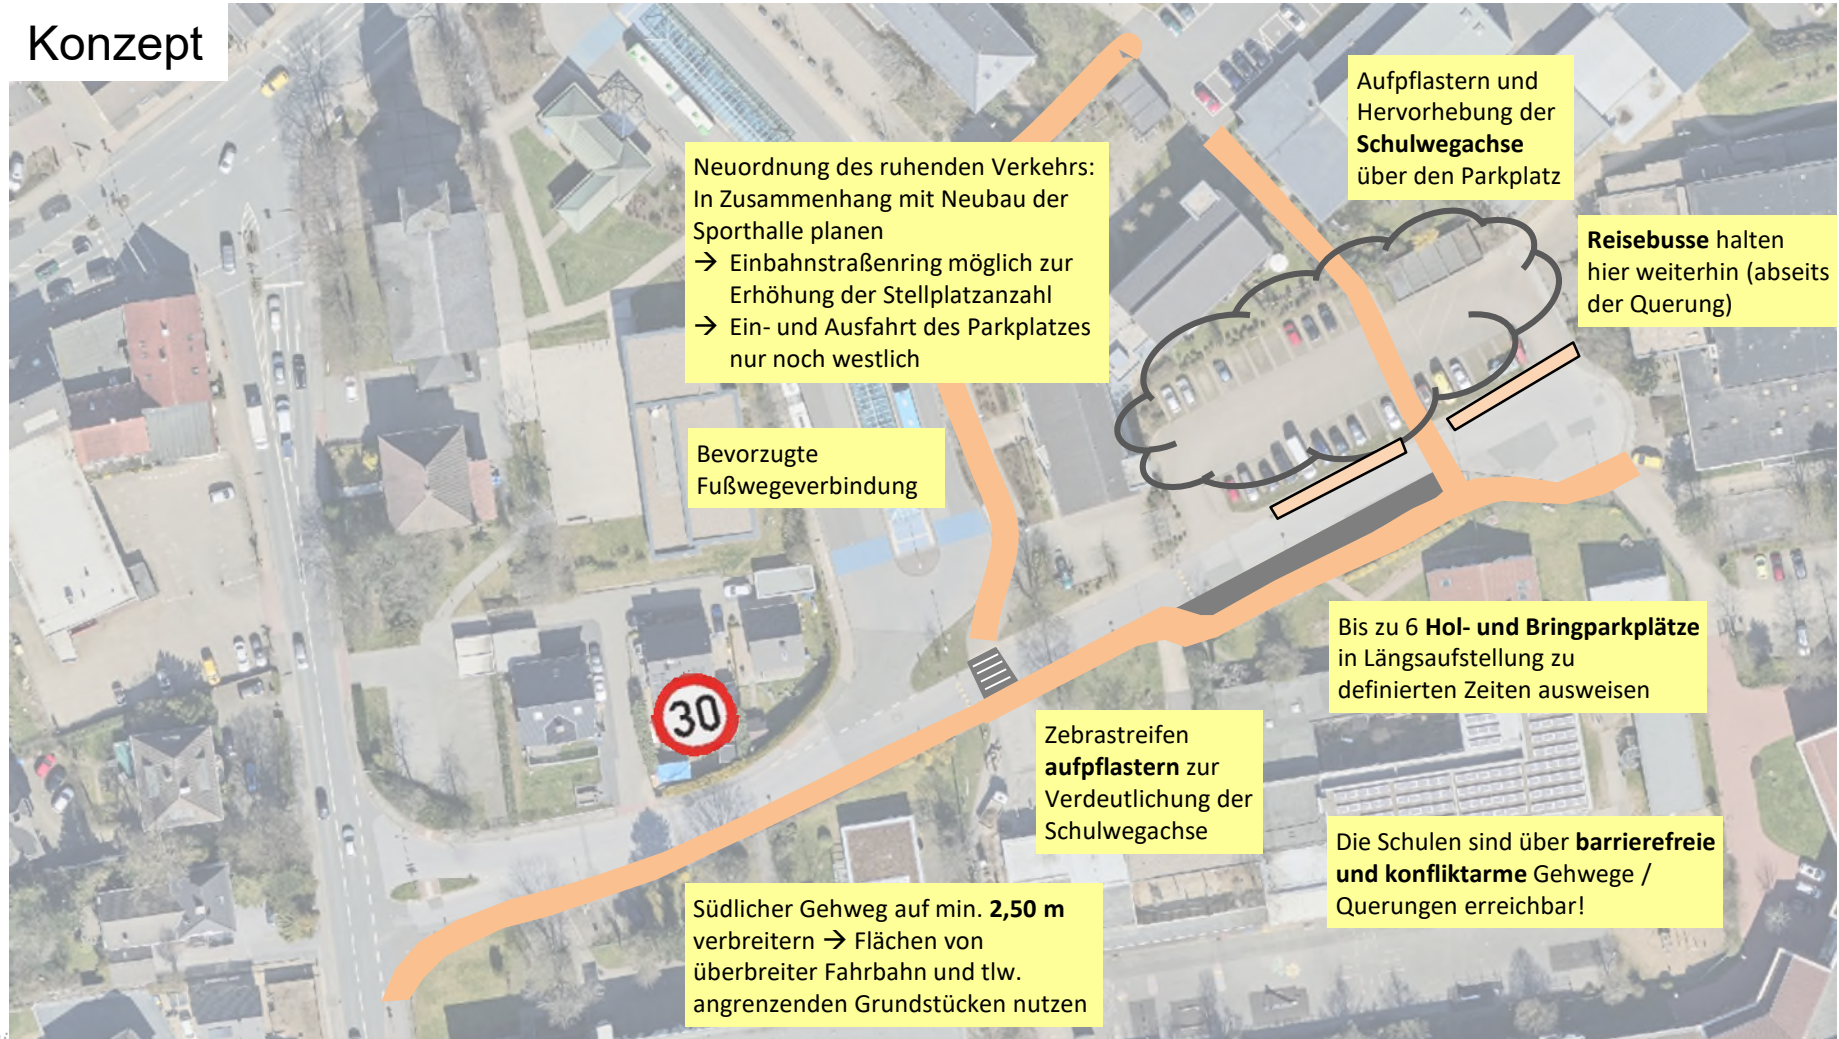 Konzept
Aufpflastern und
Hervorhebung der
Schulwegachse
über den Parkplatz
Neuordnung des ruhenden Verkehrs:
In Zusammenhang mit Neubau der
Sporthalle planen
→ Einbahnstraßenring möglich zur
Erhöhung der Stellplatzanzahl
→ Ein- und Ausfahrt des Parkplatzes
nur noch westlich
Reisebusse halten
hier weiterhin (abseits
der Querung)
Bevorzugte
Fußwegeverbindung
Bis zu 6 Hol- und Bringparkplätze
in Längsaufstellung zu
definierten Zeiten ausweisen
30
Zebrastreifen
aufpflastern zur
Verdeutlichung der
Schulwegachse
Die Schulen sind über barrierefreie
und konfliktarme Gehwege /
Querungen erreichbar!
Südlicher Gehweg auf min. 2,50 m
verbreitern → Flächen von
überbreiter Fahrbahn und tlw.
angrenzenden Grundstücken nutzen